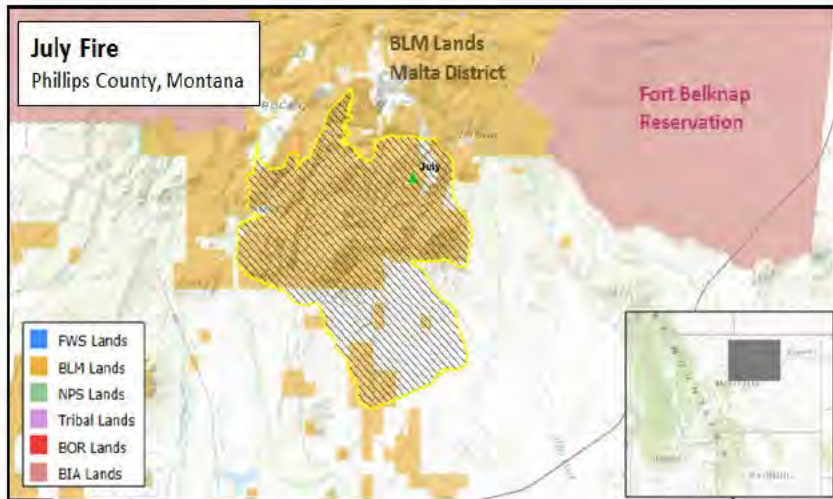 July Fire
Phillips County, Montana
BLM Lands
Malta District
Fort Belknap
Reservation
July
FWS Lands
BLM Lands
NPS Lands
Tribal Lands
BOR Lands
BIA Lands